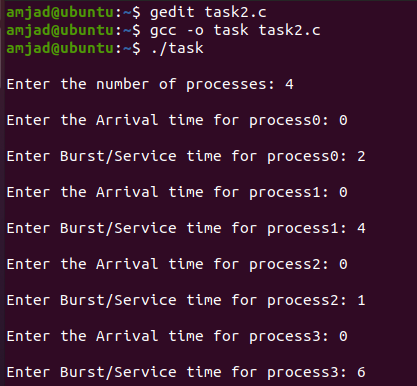 amjad@ubuntu:~$ gedit task2.c
amjad@ubuntu:~$ gcc -o task task2.c
amjad@ubuntu:~$ ./task
Enter the number of processes: 4
Enter the Arrival time for process0: 0
Enter Burst/Service time for process0: 2
Enter the Arrival time for process1: 0
Enter Burst/Service time for process1: 4
Enter the Arrival time for process2: 0
Enter Burst/Service time for process2: 1
Enter the Arrival time for process3: 0
Enter Burst/Service time for process3: 6